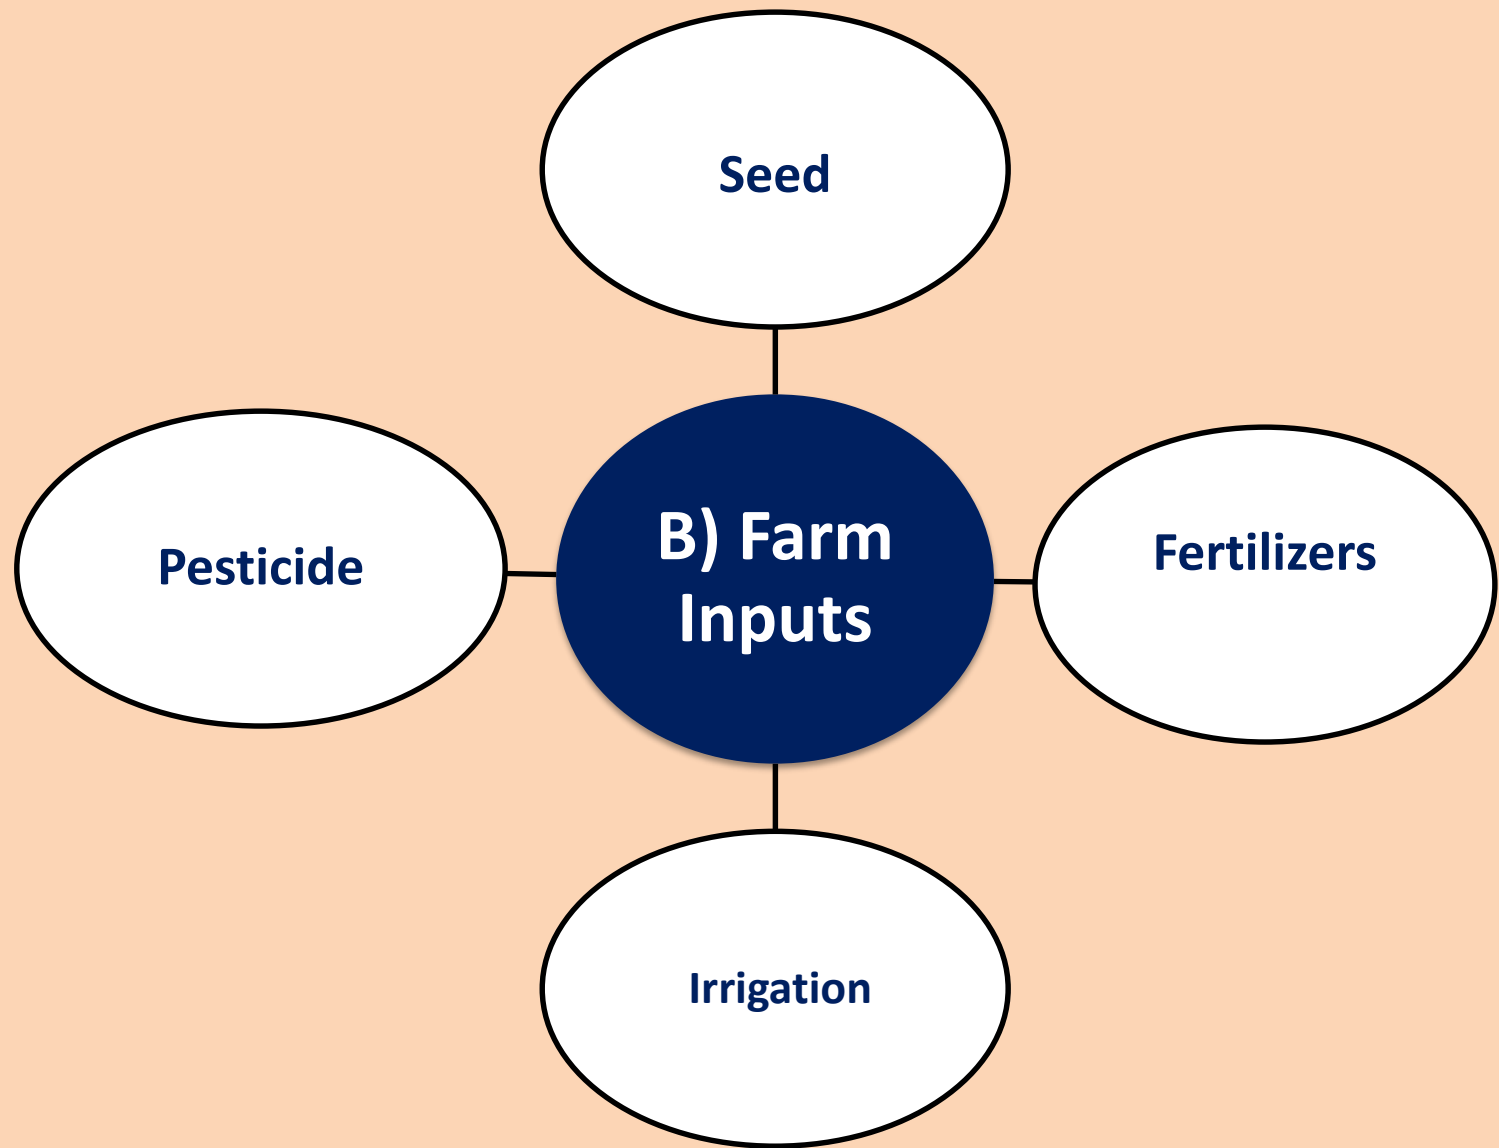 Seed
Pesticide
B) Farm
Inputs
Fertilizers
Irrigation